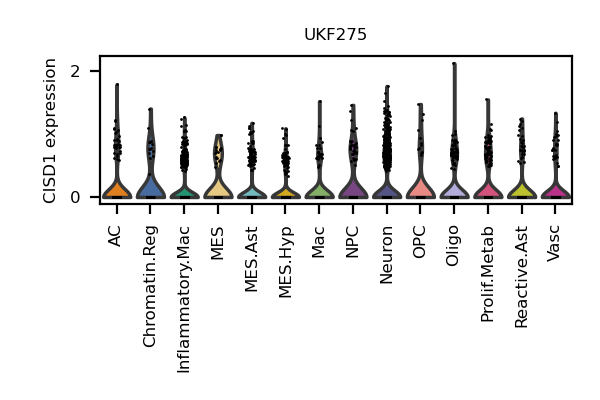 UKF275
CISD1 expression
2
0
AC
Chromatin.Reg
Inflammatory.Mac
MES
MES.Ast
MES.Hyp
Mac
NPC
Neuron
OPC
Oligo
Prolif.Metab
Reactive.Ast
Vasc